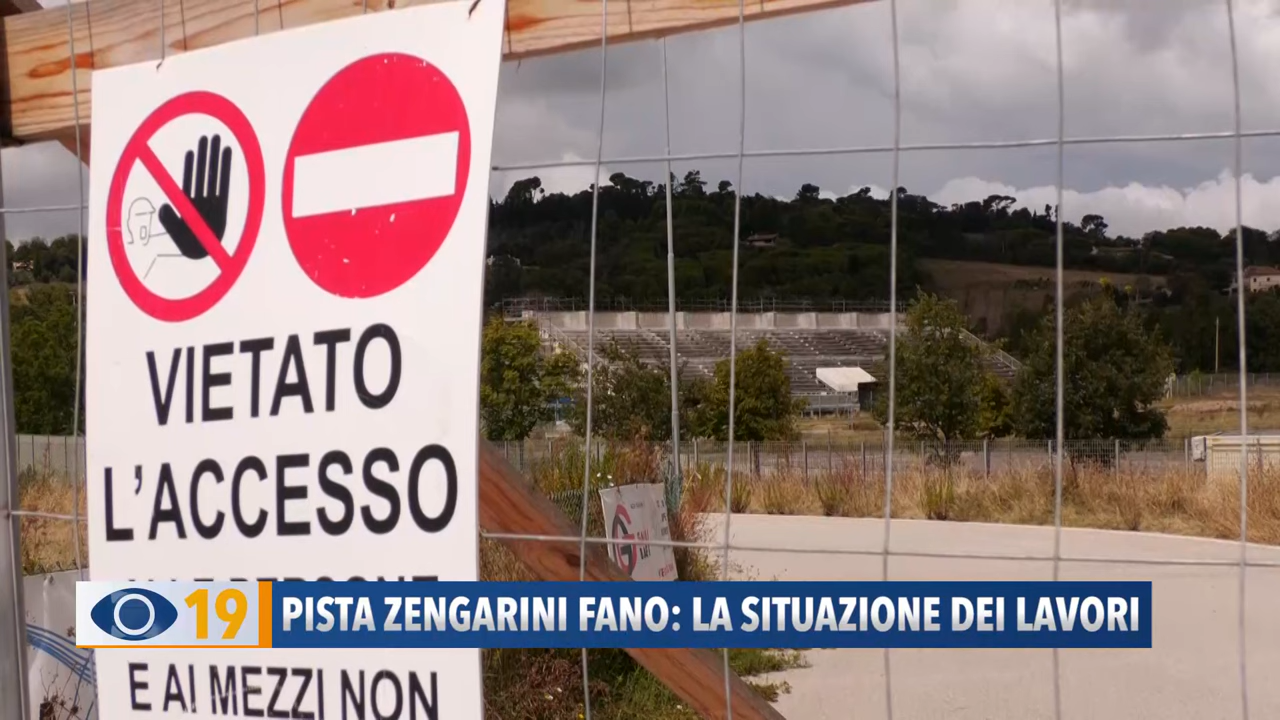 VIETATO
L'ACCESSO
E AI MEZZI NON
19
PISTA ZENGARINI FANO: LA SITUAZIONE DEI LAVORI